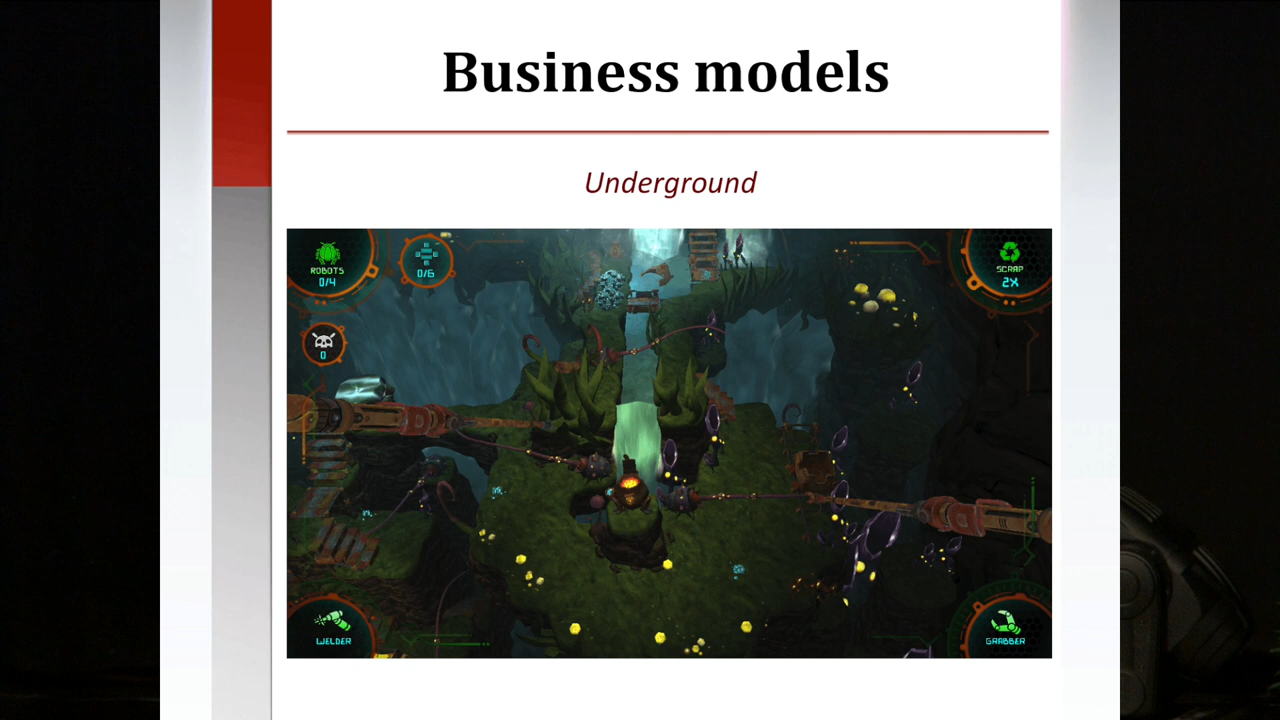 Business models
Underground
ROBOTS
0/4
0/6
SCRAP
2X
0
WELDER
GRABBER